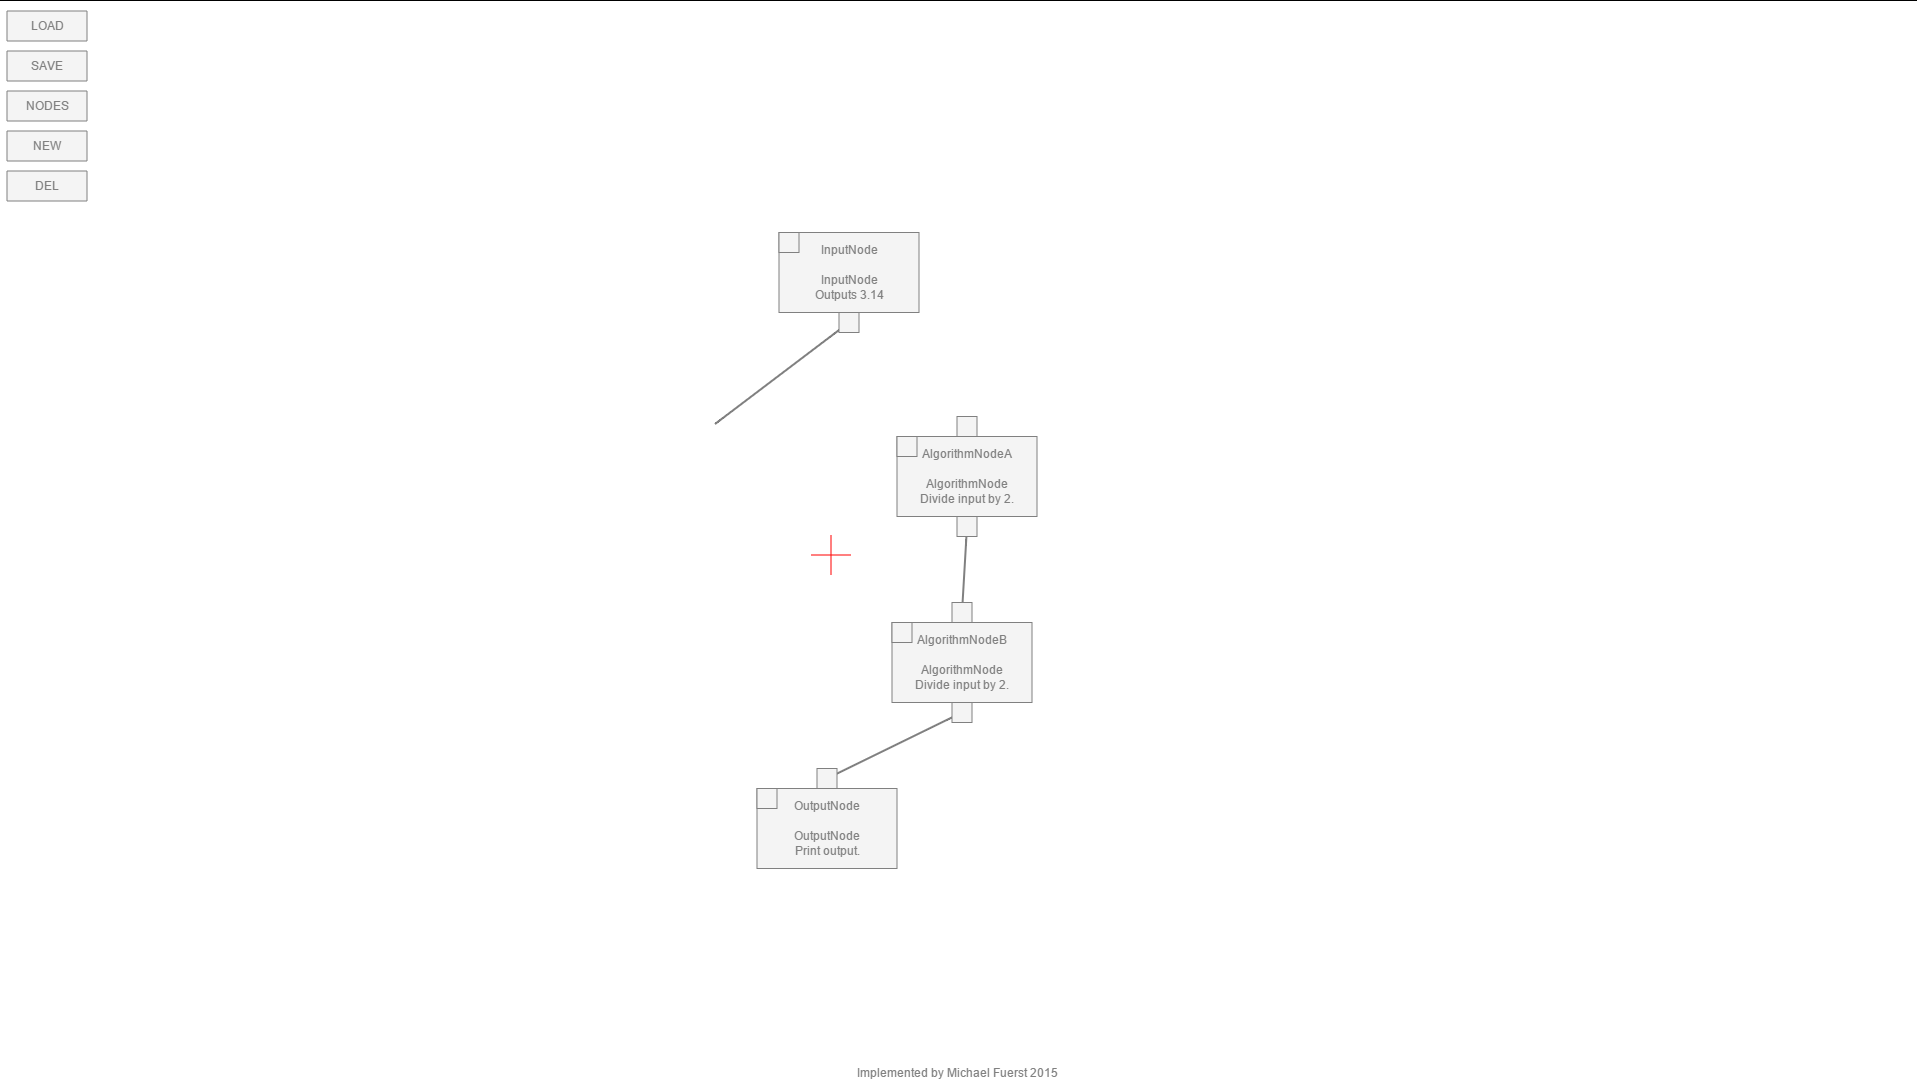 LOAD
SAVE
NODES
NEW
DEL
InputNode
InputNode
Outputs 3.14
AlgorithmNodeA
AlgorithmNode
Divide input by 2.
AlgorithmNodeB
AlgorithmNode
Divide input by 2.
OutputNode
OutputNode
Print output.
Implemented by Michael Fuerst 2015